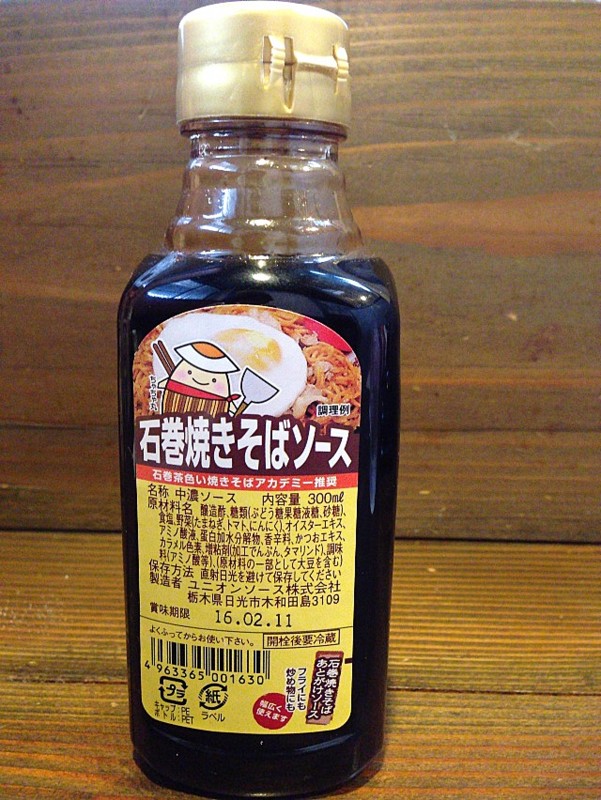 調理例
石巻焼きそばソース
石巻茶色い焼きそばアカデミー推奨
名称 中濃ソース 内容量 300ml
原材料名 醸造酢、糖類(ぶどう糖果糖液糖、砂糖)、
食塩、野菜(たまねぎ、トマト、にんにく)、オイスターエキス、
アミノ酸液、蛋白加水分解物、香辛料、かつおエキス、
カラメル色素、増粘剤(加工でんぷん、タマリンド)、調味
料(アミノ酸等)、(原材料の一部として大豆を含む)
保存方法 直射日光を避けて保存してください
製造者 ユニオンソース株式会社
栃木県日光市木和田島3109
賞味期限 16.02.11
よくふってからお使い下さい。 開栓後要冷蔵
4 963365 001630
プラ
キャップ:PE
ボトル:PET
紙
ラベル
幅広く
使えます
フライにも
炒め物にも
石巻焼きそば
あとがけソース